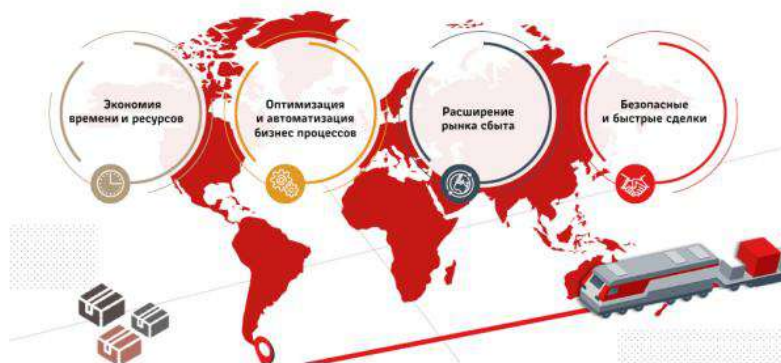 Экономия
времени и ресурсов
Оптимизация
и автоматизация
бизнес процессов
Расширение
рынка сбыта
Безопасные
и быстрые сделки